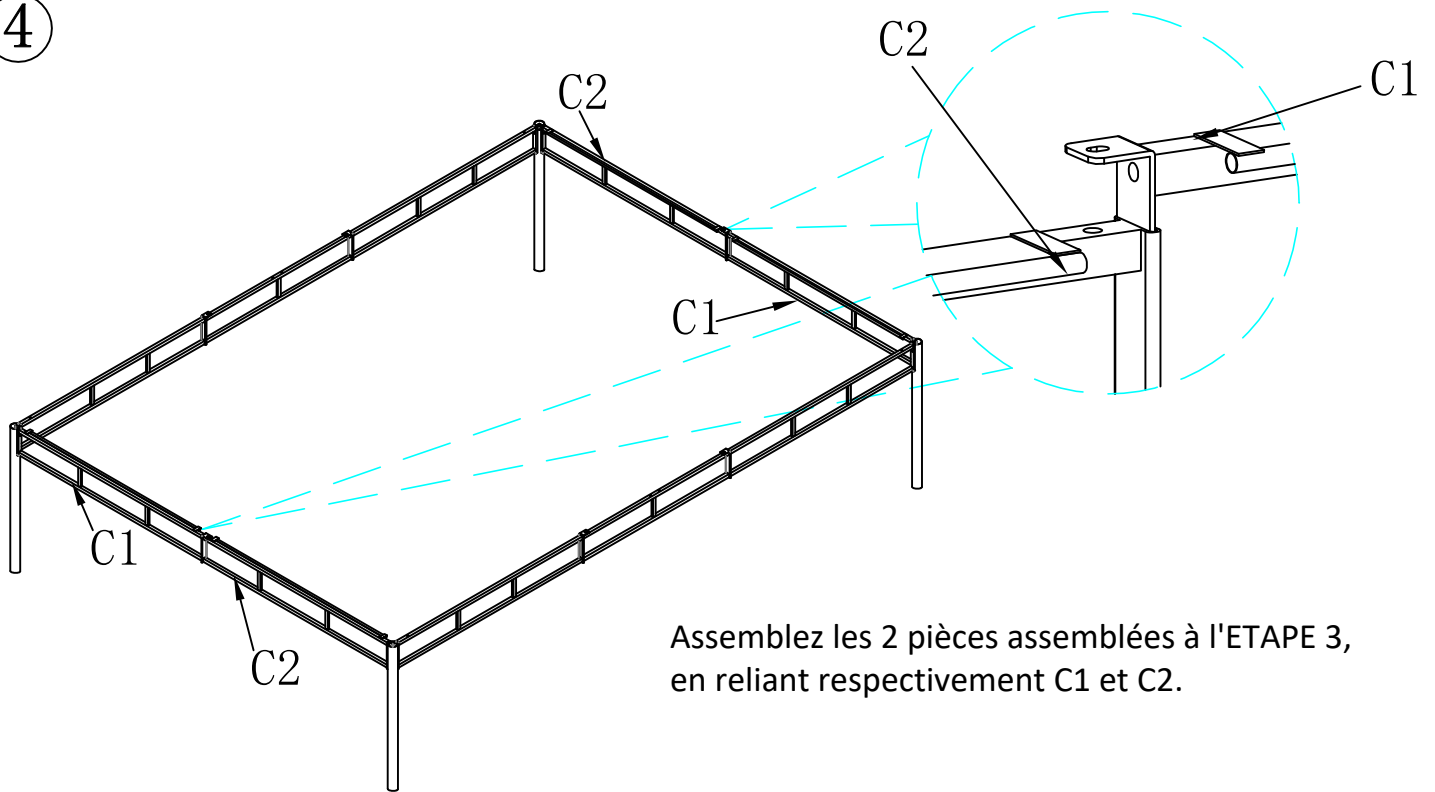 4
C2
C2
C1
C1
C1
C2
Assemblez les 2 pièces assemblées à l'ETAPE 3,
en reliant respectivement C1 et C2.